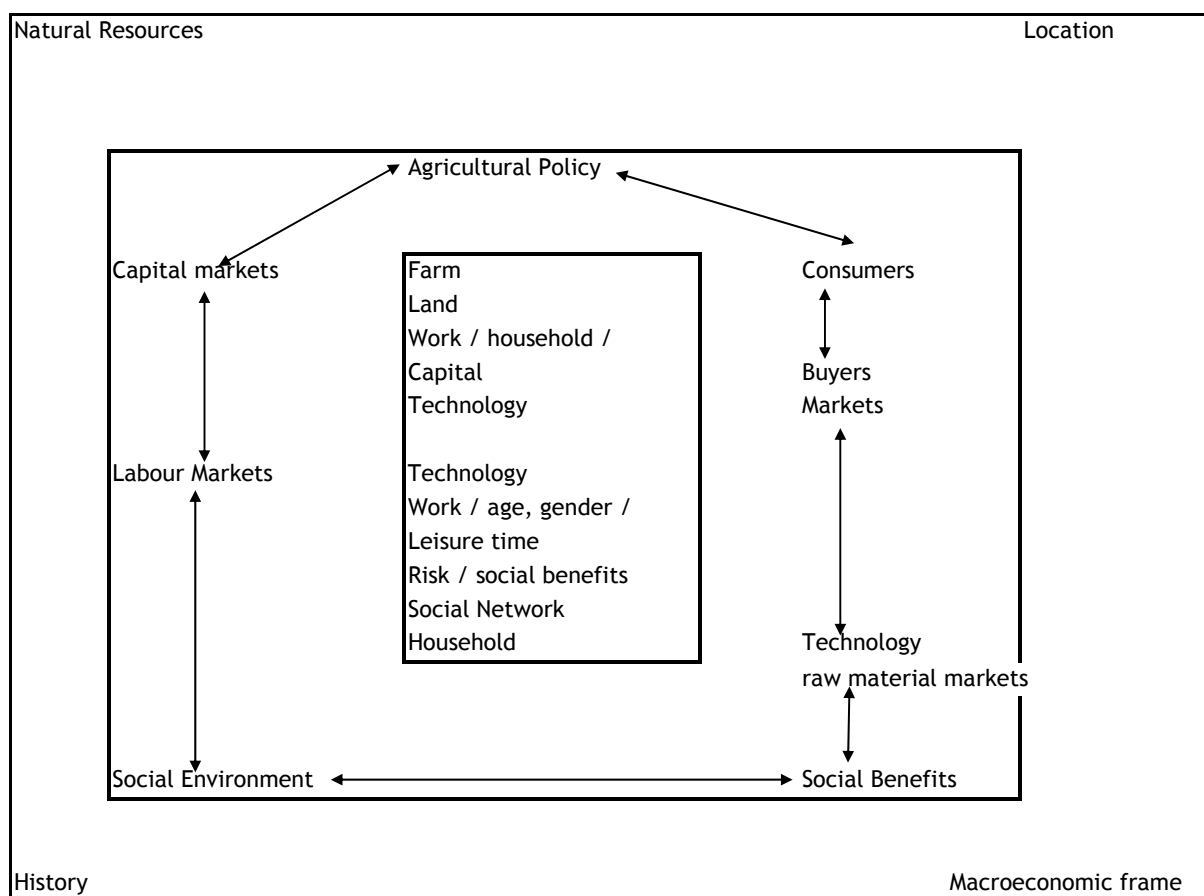 Natural Resources
Location
Agricultural Policy
Capital markets
Farm
Consumers
Land
Work / household /
Capital
Buyers
Technology
Markets
Labour Markets
Technology
Work / age, gender /
Leisure time
Risk / social benefits
Social Network
Household
Technology
raw material markets
Social Environment
Social Benefits
History
Macroeconomic frame